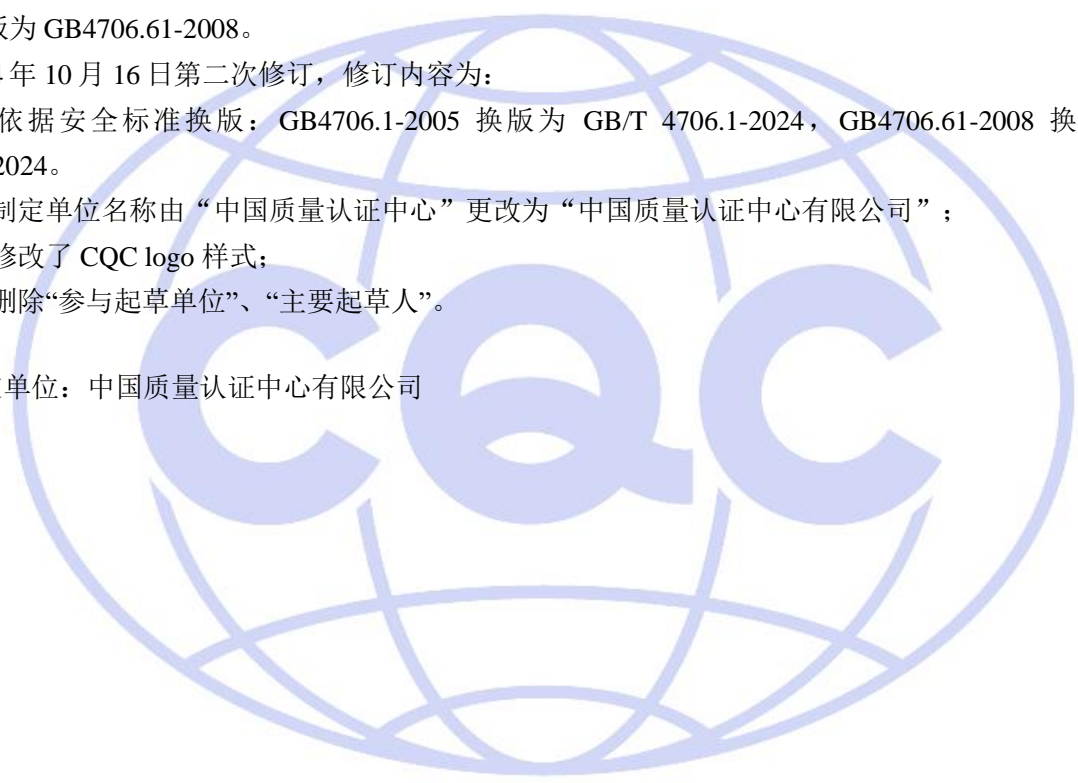 为 GB4706.61-2008。
年 10 月 16 日第二次修订，修订内容为：
依据安全标准换版：GB4706.1-2005 换版为 GB/T 4706.1-2024，GB4706.61-2008 换
2024。
制定单位名称由“中国质量认证中心”更改为“中国质量认证中心有限公司”；
修改了 CQC logo 样式；
删除“参与起草单位”、“主要起草人”。
单位：中国质量认证中心有限公司
CQC